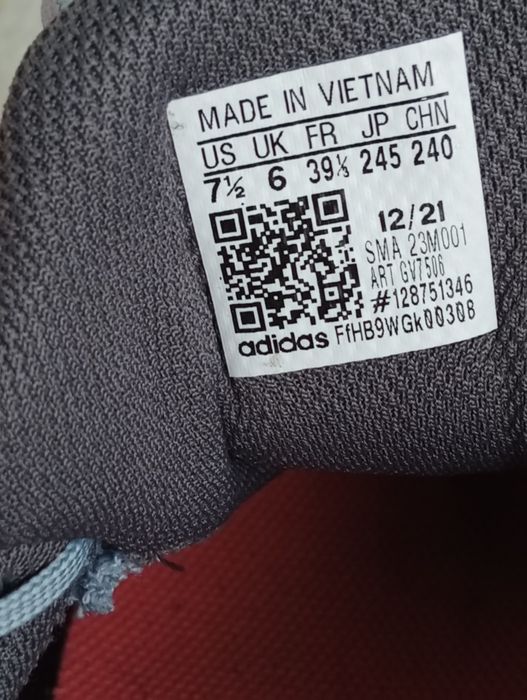 MADE IN VIETNAM
US UK FR JP CHN
7½ 6 39⅓ 245 240
12/21
SMA 23M001
ART GV7506
#128751346
adidas FfHB9WGk00308